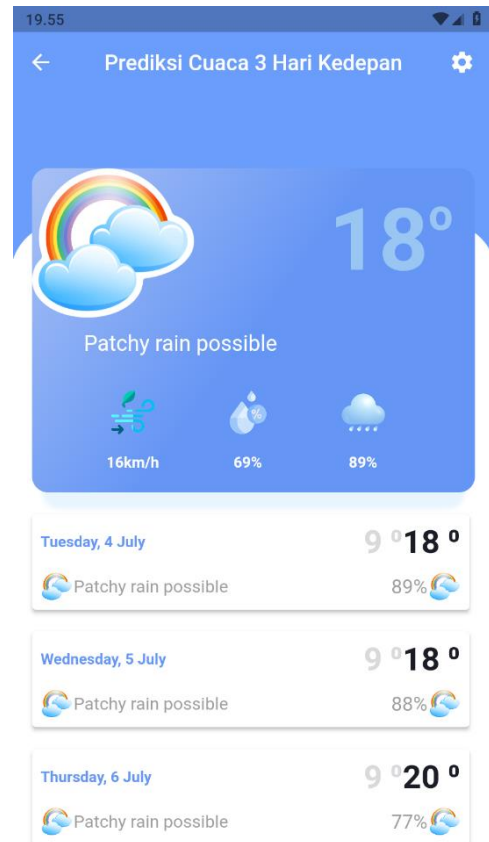 19.55
Prediksi Cuaca 3 Hari Kedepan
18°
Patchy rain possible
%
16km/h 69% 89%
Tuesday, 4 July 9 °18 °
Patchy rain possible 89%
Wednesday, 5 July 9 °18 °
Patchy rain possible 88%
Thursday, 6 July 9 °20 °
Patchy rain possible 77%